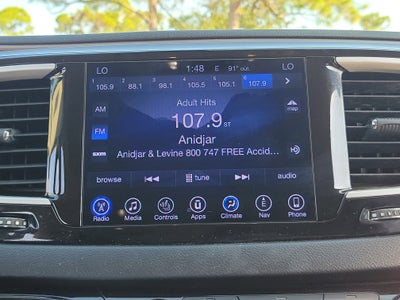 LO 1:48 E 91° out LO
1 2 3 4 5 6
105.9 88.1 98.1 105.5 105.1 107.9
AM Adult Hits
107.9 ST map
FM Anidjar
sxm Anidjar & Levine 800 747 FREE Accid…
browse tune audio
Radio Media Controls Apps Climate Nav Phone